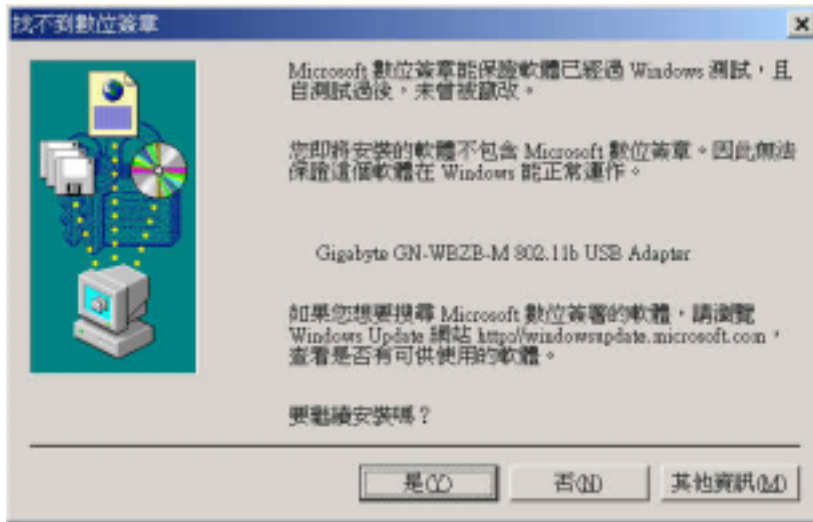 找不到數位簽章
Microsoft 數位簽章能保證軟體已經過 Windows 測試，且
自測試過後，未曾被竄改。
您即將安裝的軟體不包含 Microsoft 數位簽章。因此無法
保證這個軟體在 Windows 能正常運作。
Gigabyte GN-WBZB-M 802.11b USB Adapter
如果您想要搜尋 Microsoft 數位簽署的軟體，請瀏覽
Windows Update 網站 http://windowsupdate.microsoft.com，
查看是否有可供使用的軟體。
要繼續安裝嗎？
是(Y)
否(N)
其他資訊(M)